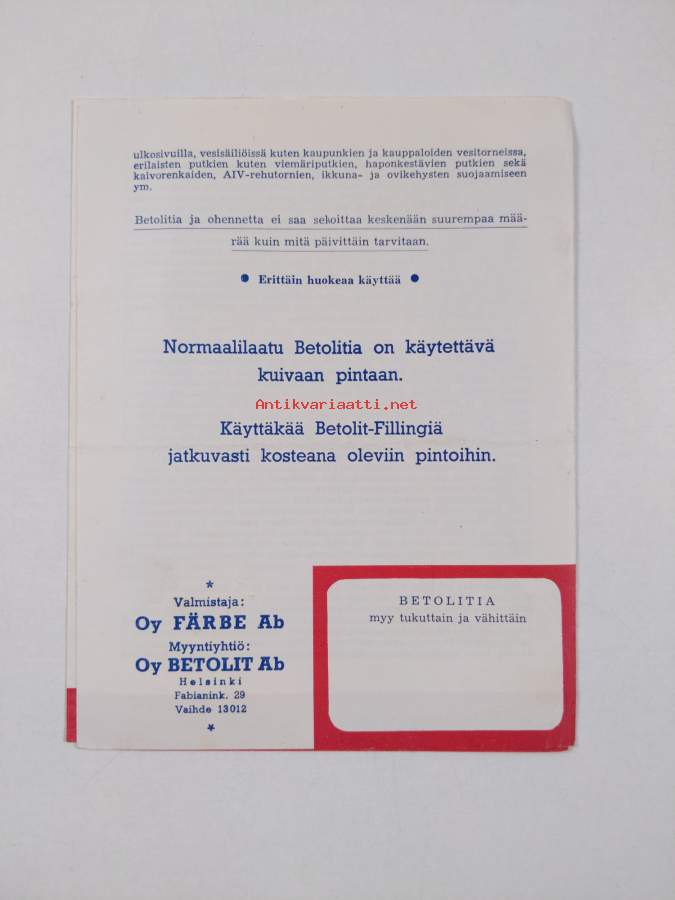 ulkosivuilla, vesisäiliöissä kuten kaupunkien ja kauppaloiden vesitorneissa,
erilaisten putkien kuten viemäriputkien, haponkestävien putkien sekä
kaivorenkaiden, AIV-rehutornien, ikkuna- ja ovikehysten suojaamiseen
ym.
Betolitia ja ohennetta ei saa sekoittaa keskenään suurempaa mää-
rää kuin mitä päivittäin tarvitaan.
● Erittäin huokeaa käyttää ●
Normaalilaatu Betolitia on käytettävä
kuivaan pintaan.
Antikvariaatti.net
Käyttäkää Betolit-Fillingiä
jatkuvasti kosteana oleviin pintoihin.
*
Valmistaja:
Oy FÄRBE Ab
Myyntiyhtiö:
Oy BETOLIT Ab
Helsinki
Fabianink. 29
Vaihde 13012
*
BETOLITIA
myy tukuttain ja vähittäin